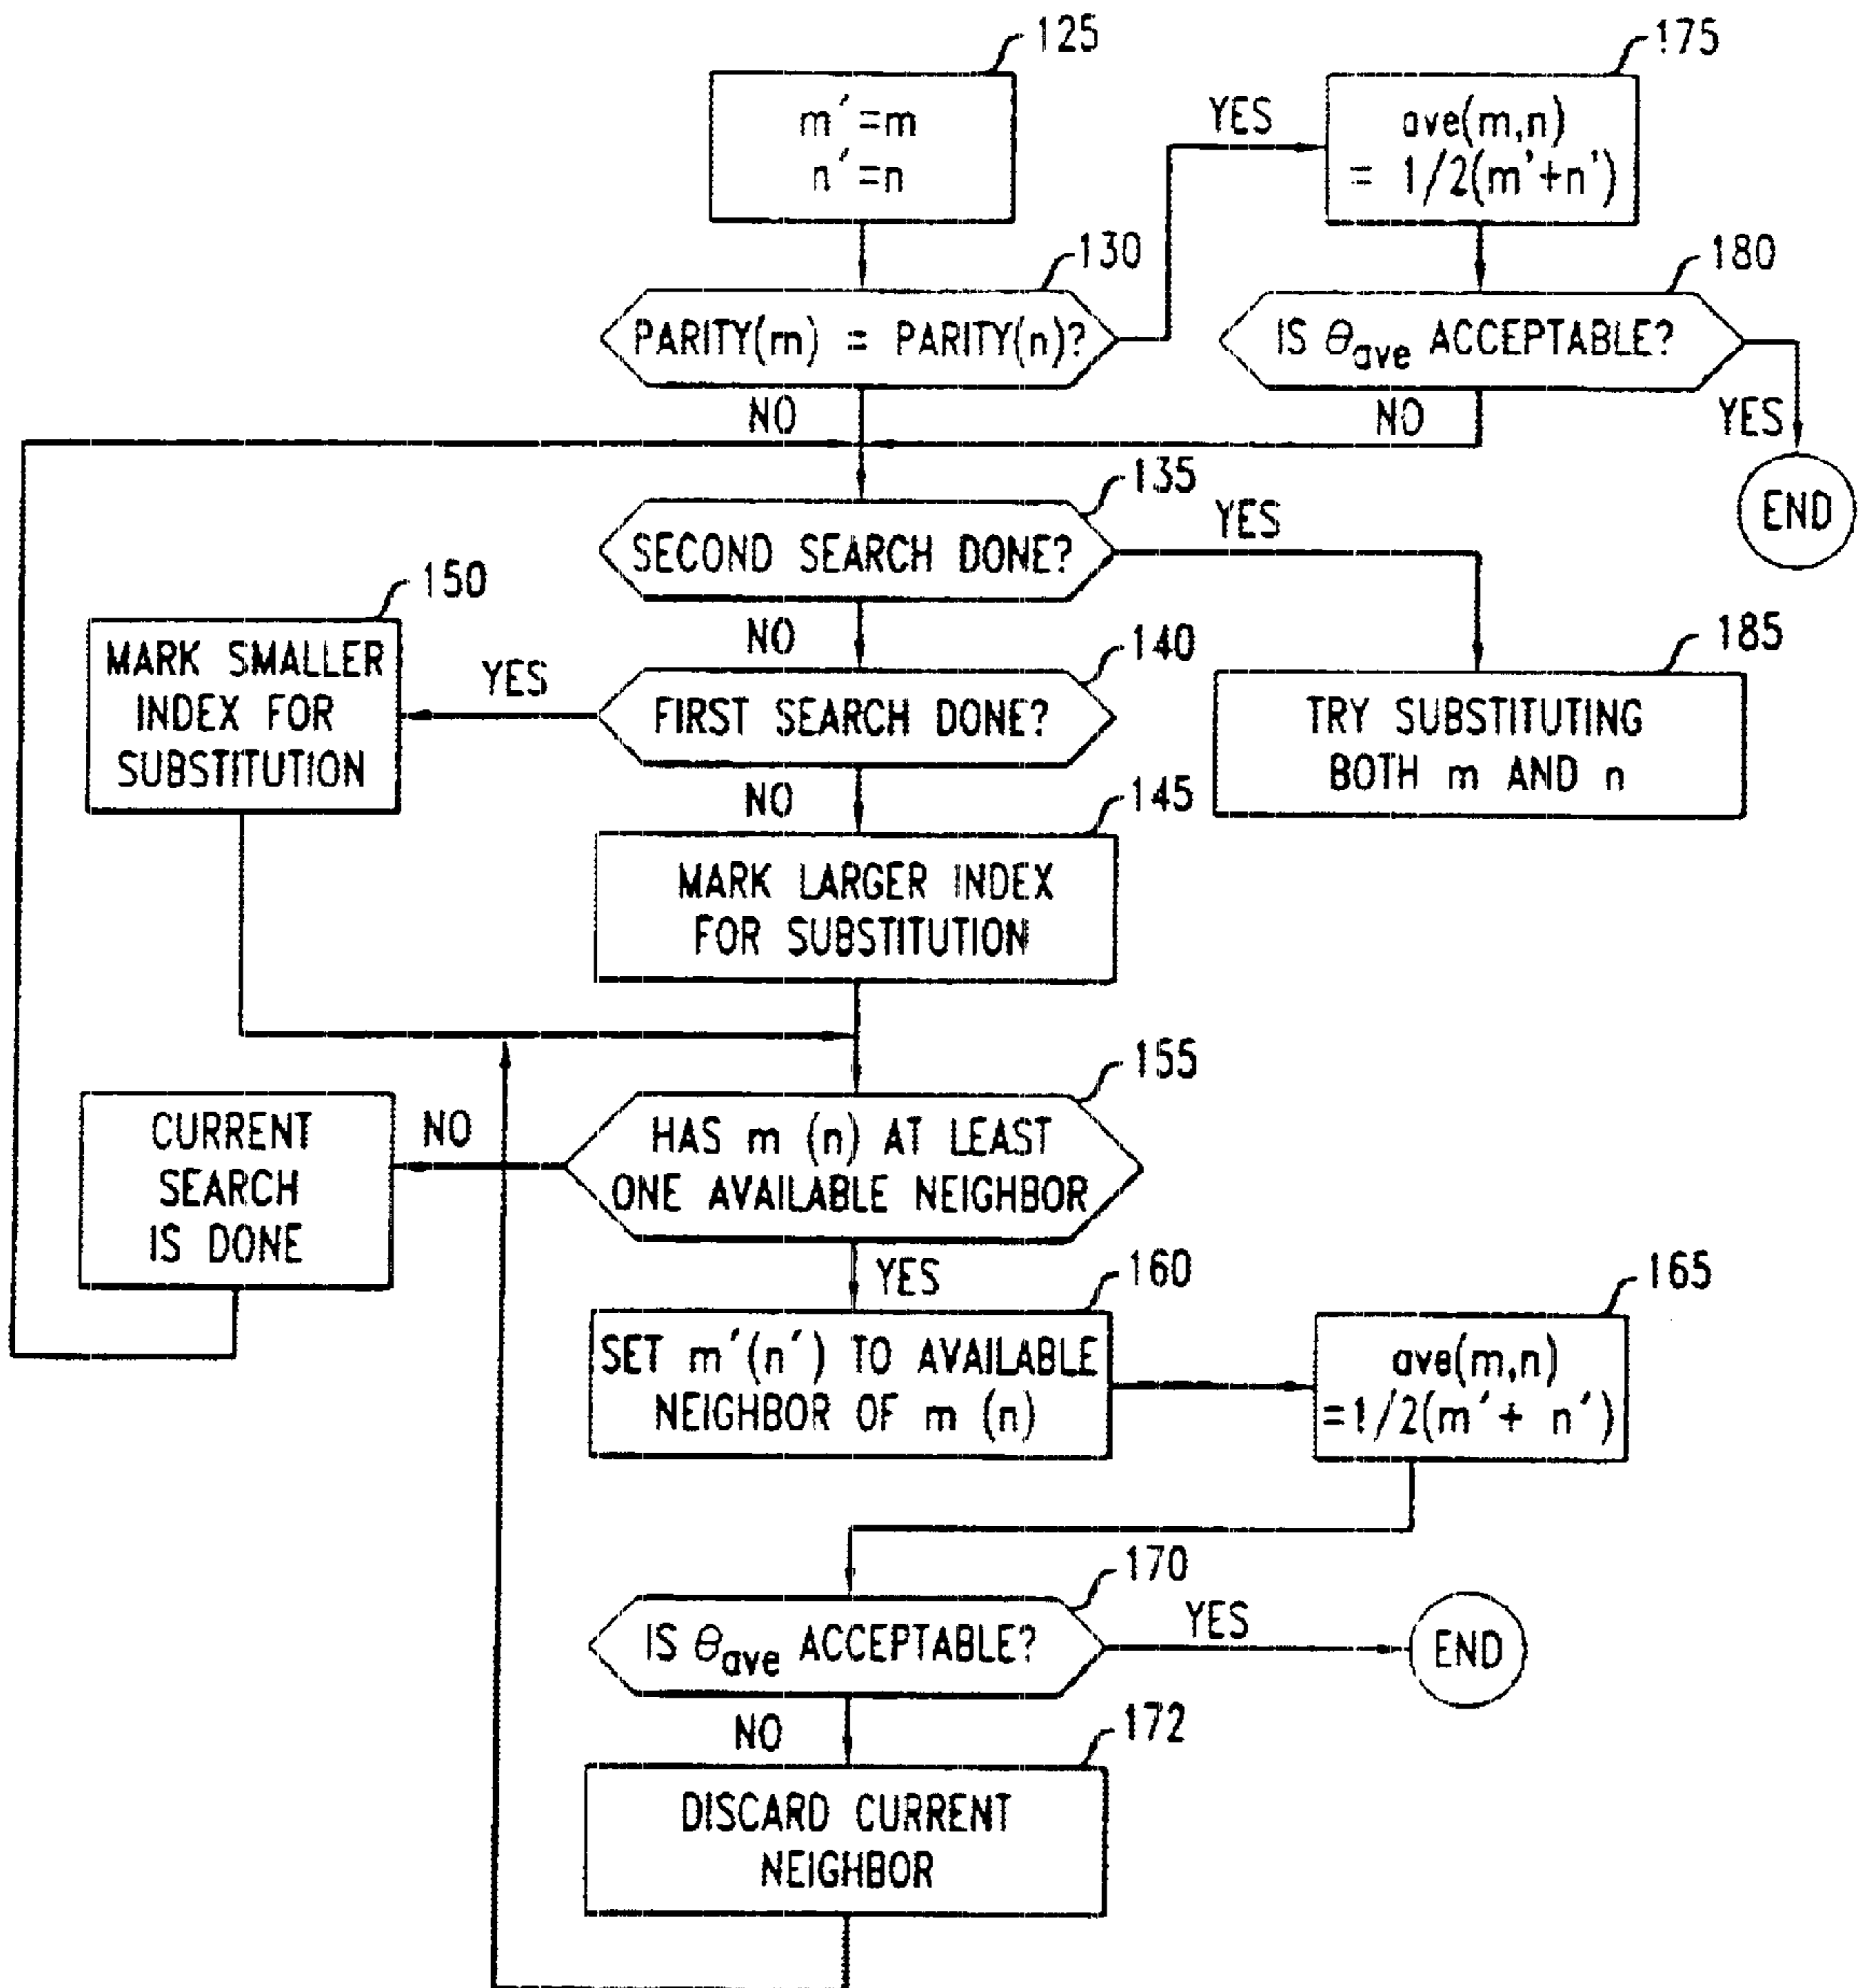 125
m′=m
n′=n
175
YES
ave(m,n)
= 1/2(m'+n')
130
PARITY(m) = PARITY(n)?
180
IS θave ACCEPTABLE?
NO
NO
YES
END
135
SECOND SEARCH DONE?
YES
150
MARK SMALLER
INDEX FOR
SUBSTITUTION
YES
NO
140
FIRST SEARCH DONE?
185
TRY SUBSTITUTING
BOTH m AND n
NO
145
MARK LARGER INDEX
FOR SUBSTITUTION
155
HAS m (n) AT LEAST
ONE AVAILABLE NEIGHBOR
NO
CURRENT
SEARCH
IS DONE
YES
160
SET m′(n′) TO AVAILABLE
NEIGHBOR OF m (n)
165
ave(m,n)
=1/2(m′+ n′)
170
IS θave ACCEPTABLE?
YES
END
NO
172
DISCARD CURRENT
NEIGHBOR